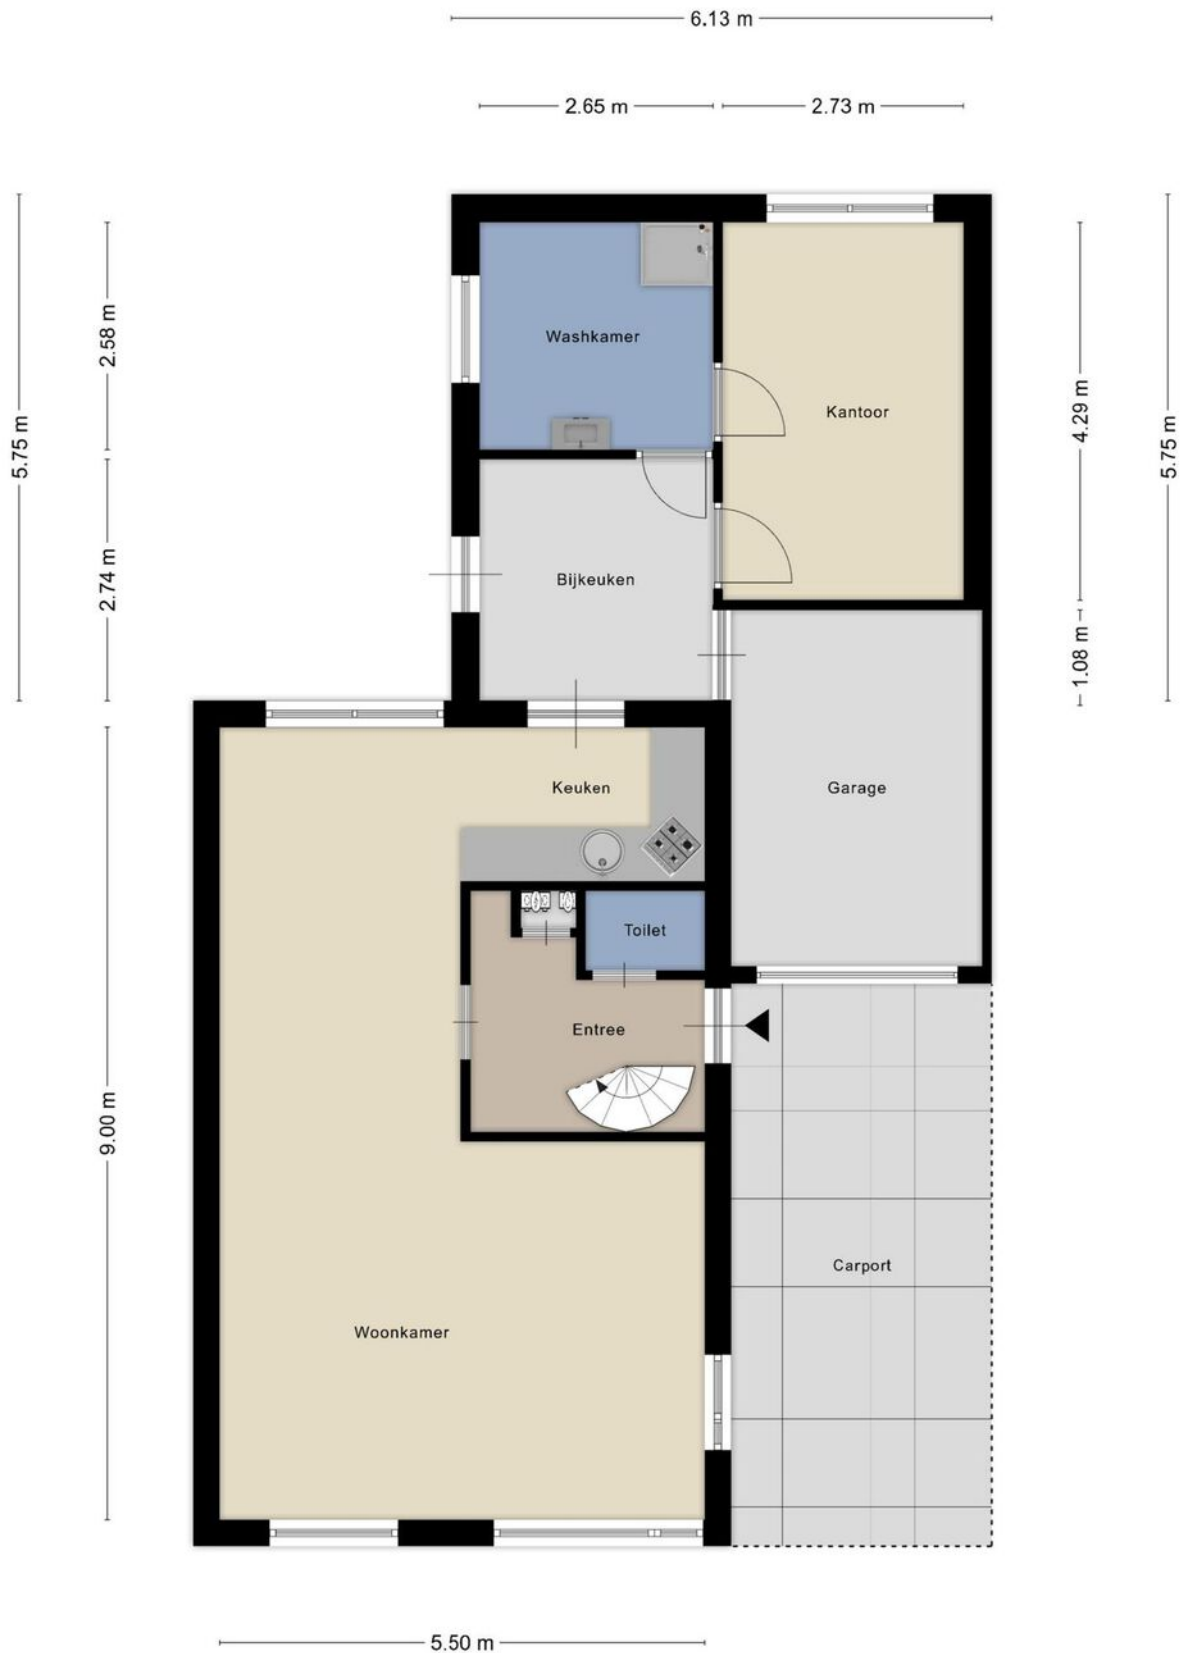 6.13 m
2.65 m
2.73 m
5.75 m
2.58 m
2.74 m
9.00 m
4.29 m
1.08 m
5.75 m
Washkamer
Kantoor
Bijkeuken
Keuken
Garage
Toilet
Entree
Carport
Woonkamer
5.50 m